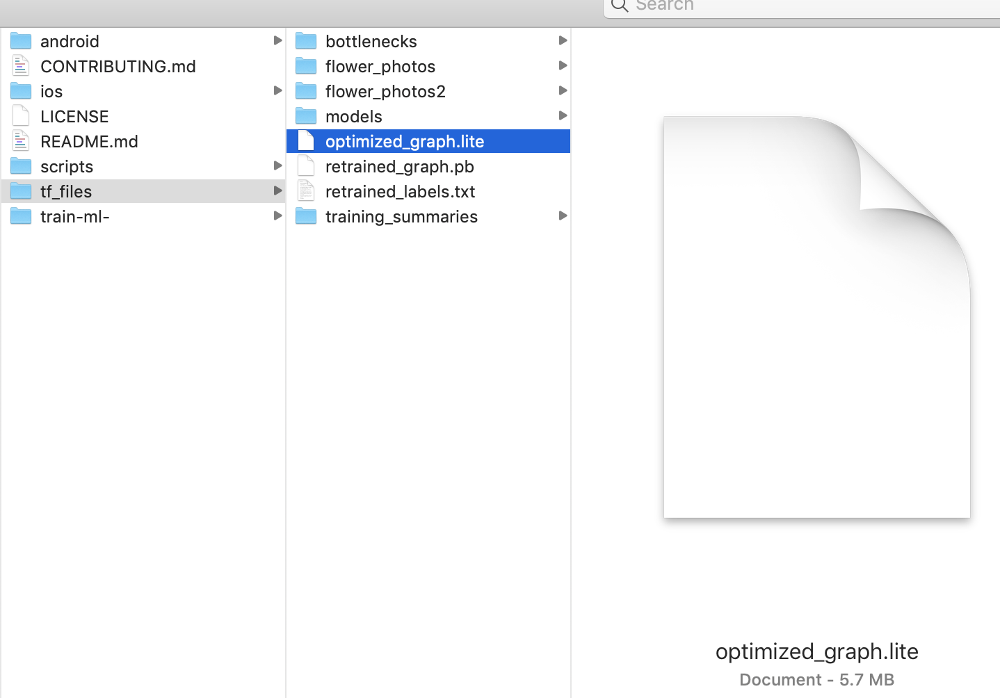 Search
android
CONTRIBUTING.md
ios
LICENSE
README.md
scripts
tf_files
train-ml-
bottlenecks
flower_photos
flower_photos2
models
optimized_graph.lite
retrained_graph.pb
retrained_labels.txt
training_summaries
optimized_graph.lite
Document - 5.7 MB